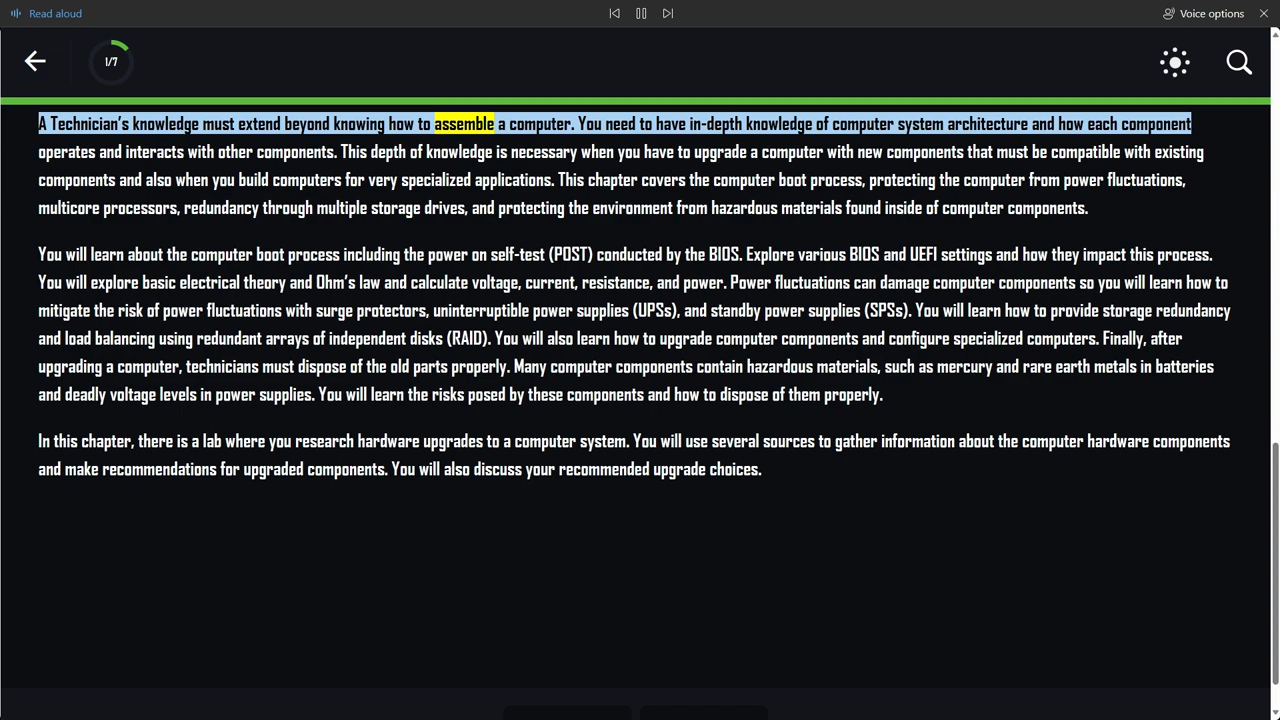 Read aloud
Voice options
1/7
A Technician's knowledge must extend beyond knowing how to assemble a computer. You need to have in-depth knowledge of computer system architecture and how each component
operates and interacts with other components. This depth of knowledge is necessary when you have to upgrade a computer with new components that must be compatible with existing
components and also when you build computers for very specialized applications. This chapter covers the computer boot process, protecting the computer from power fluctuations,
multicore processors, redundancy through multiple storage drives, and protecting the environment from hazardous materials found inside of computer components.
You will learn about the computer boot process including the power on self-test (POST) conducted by the BIOS. Explore various BIOS and UEFI settings and how they impact this process.
You will explore basic electrical theory and Ohm's law and calculate voltage, current, resistance, and power. Power fluctuations can damage computer components so you will learn how to
mitigate the risk of power fluctuations with surge protectors, uninterruptible power supplies (UPSs), and standby power supplies (SPSs). You will learn how to provide storage redundancy
and load balancing using redundant arrays of independent disks (RAID). You will also learn how to upgrade computer components and configure specialized computers. Finally, after
upgrading a computer, technicians must dispose of the old parts properly. Many computer components contain hazardous materials, such as mercury and rare earth metals in batteries
and deadly voltage levels in power supplies. You will learn the risks posed by these components and how to dispose of them properly.
In this chapter, there is a lab where you research hardware upgrades to a computer system. You will use several sources to gather information about the computer hardware components
and make recommendations for upgraded components. You will also discuss your recommended upgrade choices.